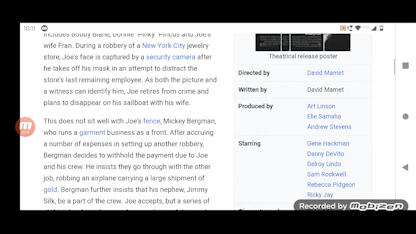 10:11
includes Bobby Blane, Donnie "Pinky" Pincus and Joe's
wife Fran. During a robbery of a New York City jewelry
store, Joe's face is captured by a security camera after
he takes off his mask in an attempt to distract the
store's last remaining employee. As both the picture and
a witness can identify him, Joe retires from crime and
plans to disappear on his sailboat with his wife.
This does not sit well with Joe's fence, Mickey Bergman,
who runs a garment business as a front. After accruing
a number of expenses in setting up another robbery,
Bergman decides to withhold the payment due to Joe
and his crew. He insists they go through with the other
job, robbing an airplane carrying a large shipment of
gold. Bergman further insists that his nephew, Jimmy
Silk, be a part of the crew. Joe accepts, but a series of
Theatrical release poster
Directed by David Mamet
Written by David Mamet
Produced by Art Linson
Elie Samaha
Andrew Stevens
Starring Gene Hackman
Danny DeVito
Delroy Lindo
Sam Rockwell
Rebecca Pidgeon
Ricky Jay
Recorded by mobizen